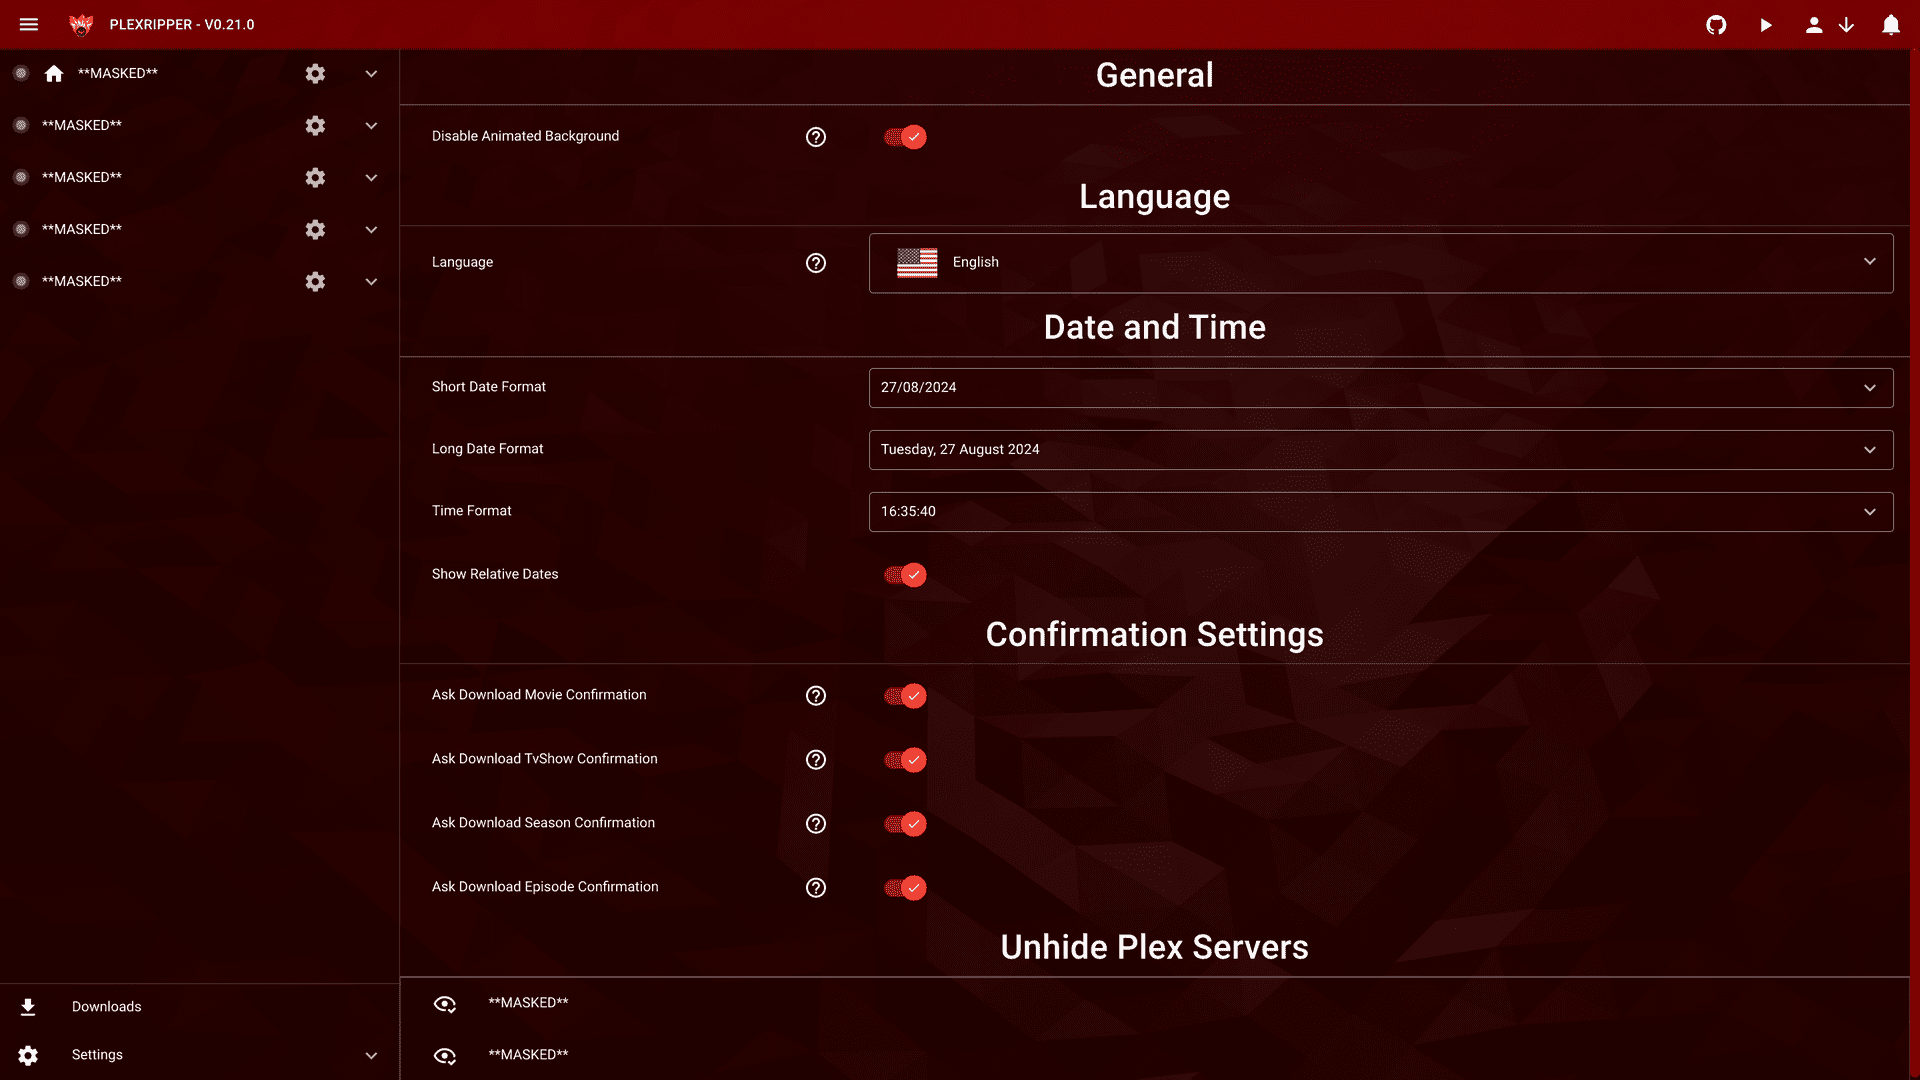 PLEXRIPPER - V0.21.0
**MASKED**
**MASKED**
**MASKED**
**MASKED**
**MASKED**
Downloads
Settings
General
Disable Animated Background
Language
Language
English
Date and Time
Short Date Format
27/08/2024
Long Date Format
Tuesday, 27 August 2024
Time Format
16:35:40
Show Relative Dates
Confirmation Settings
Ask Download Movie Confirmation
Ask Download TvShow Confirmation
Ask Download Season Confirmation
Ask Download Episode Confirmation
Unhide Plex Servers
**MASKED**
**MASKED**